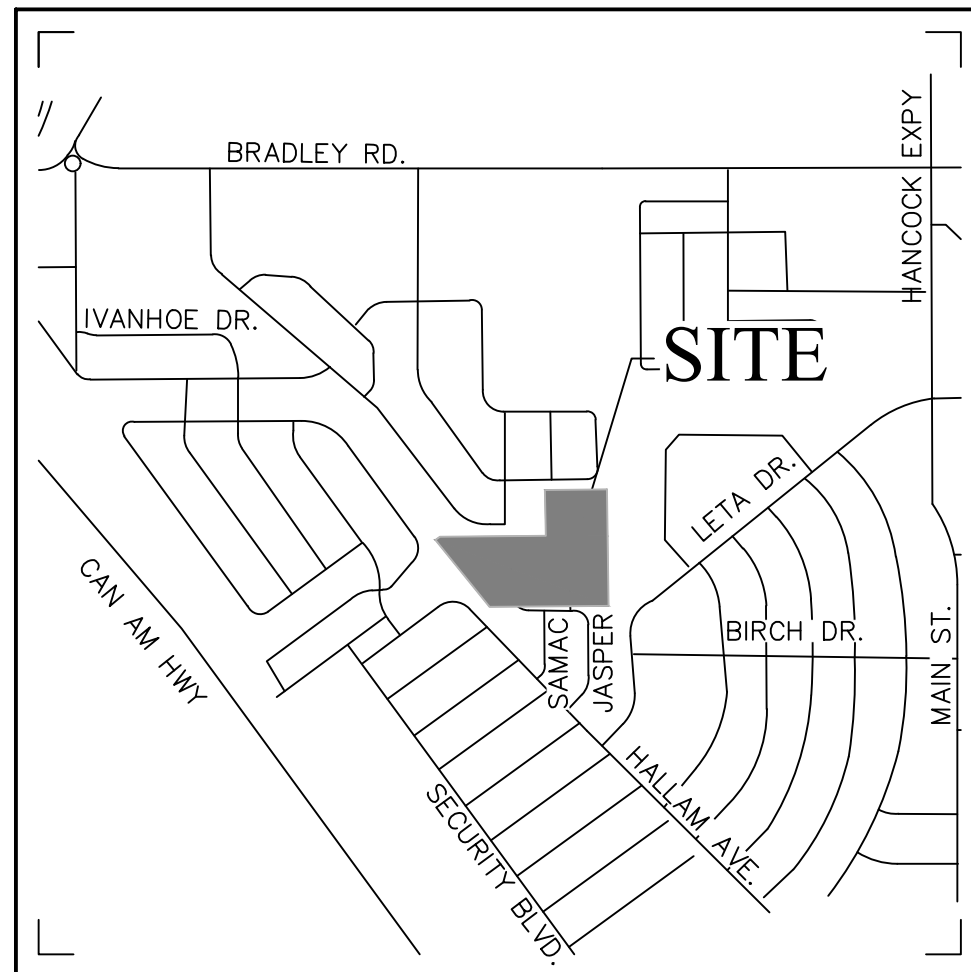 BRADLEY RD.
HANCOCK EXPY
IVANHOE DR.
SITE
LETA DR.
CAN AM HWY
BIRCH DR.
SAMAC
JASPER
MAIN ST.
HALLAM AVE.
SECURITY BLVD.